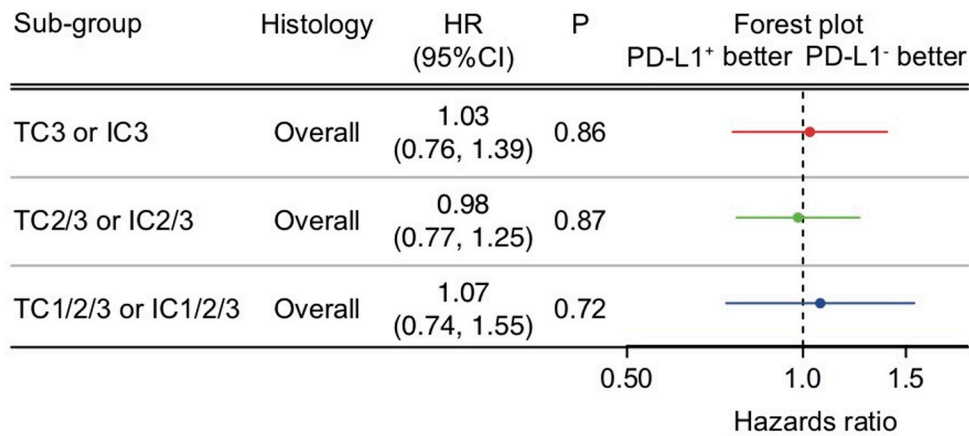 Sub-group Histology HR P Forest plot
(95%CI) PD-L1⁺ better PD-L1⁻ better
TC3 or IC3 Overall 1.03 0.86
(0.76, 1.39)
TC2/3 or IC2/3 Overall 0.98 0.87
(0.77, 1.25)
TC1/2/3 or IC1/2/3 Overall 1.07 0.72
(0.74, 1.55)
0.50 1.0 1.5
Hazards ratio